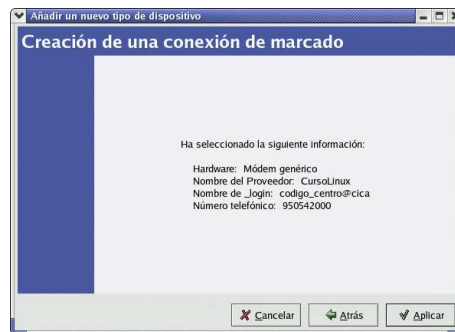 Añadir un nuevo tipo de dispositivo
Creación de una conexión de marcado
Ha seleccionado la siguiente información:
Hardware: Módem genérico
Nombre del Proveedor: CursoLinux
Nombre de _login: codigo_centro@cica
Número telefónico: 950542000
Cancelar
Atrás
Aplicar